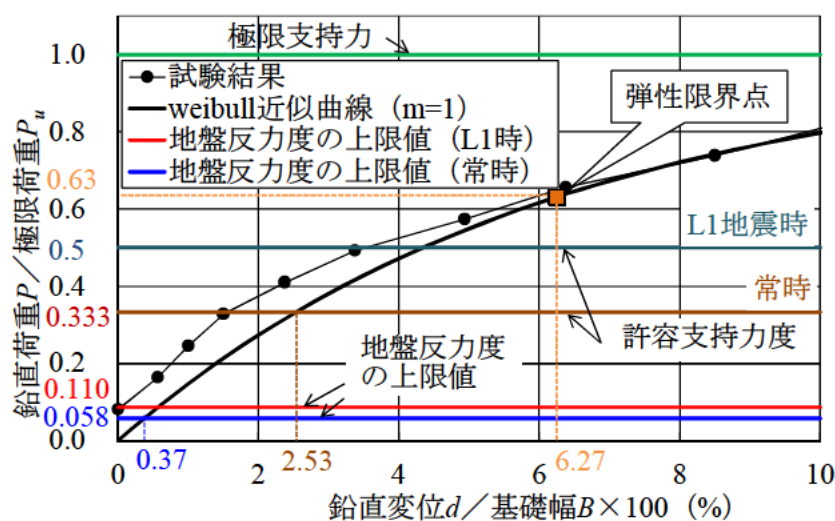 極限支持力
試験結果
weibull近似曲線（m=1）
地盤反力度の上限値（L1時）
地盤反力度の上限値（常時）
弾性限界点
L1地震時
常時
許容支持力度
地盤反力度
の上限値
鉛直荷重P／極限荷重Pu
1.0
0.8
0.63
0.6
0.5
0.4
0.333
0.2
0.110
0.058
0.0
0 2 4 6 8 10
0.37 2.53 6.27
鉛直変位d／基礎幅B×100（%）